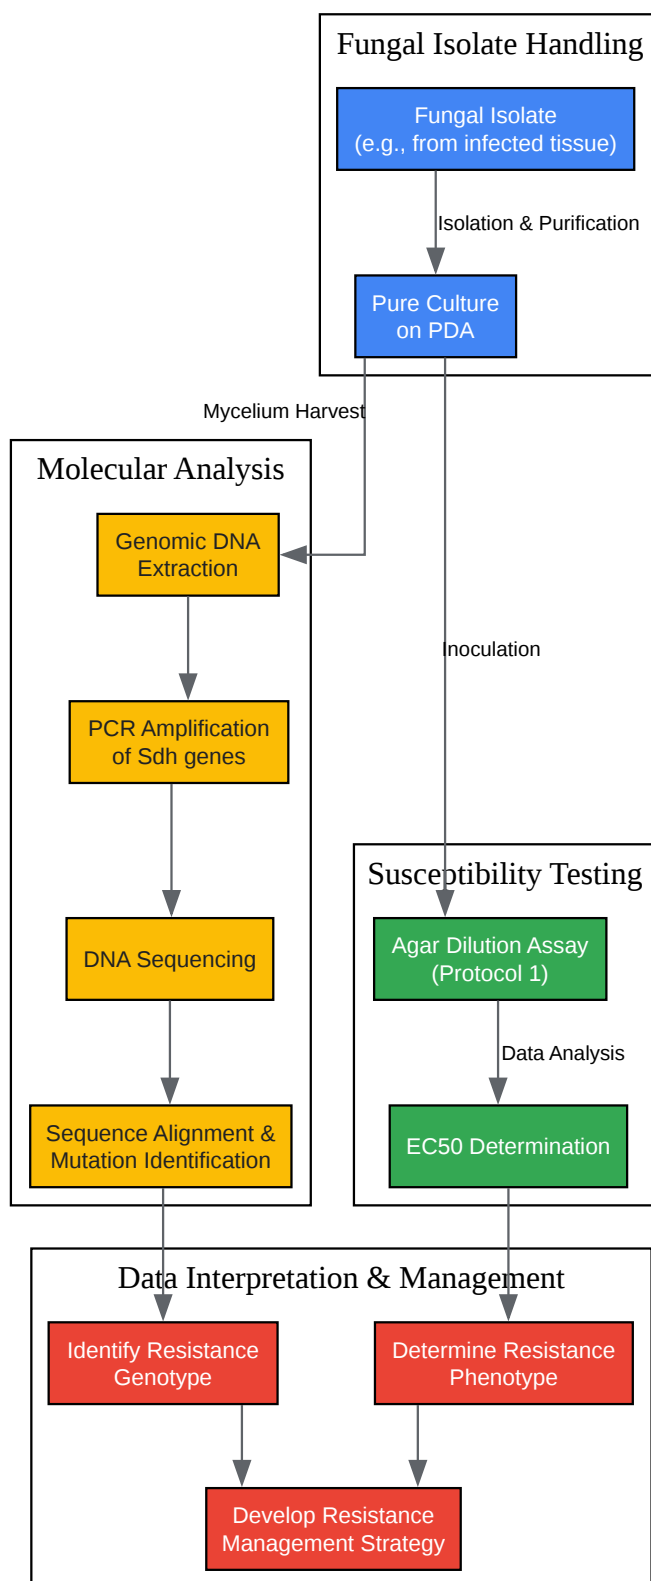 Fungal Isolate Handling
Fungal Isolate
(e.g., from infected tissue)
Isolation & Purification
Pure Culture
on PDA
Mycelium Harvest
Molecular Analysis
Genomic DNA
Extraction
Inoculation
PCR Amplification
of Sdh genes
Susceptibility Testing
DNA Sequencing
Agar Dilution Assay
(Protocol 1)
Data Analysis
Sequence Alignment &
Mutation Identification
EC50 Determination
Data Interpretation & Management
Identify Resistance
Genotype
Determine Resistance
Phenotype
Develop Resistance
Management Strategy